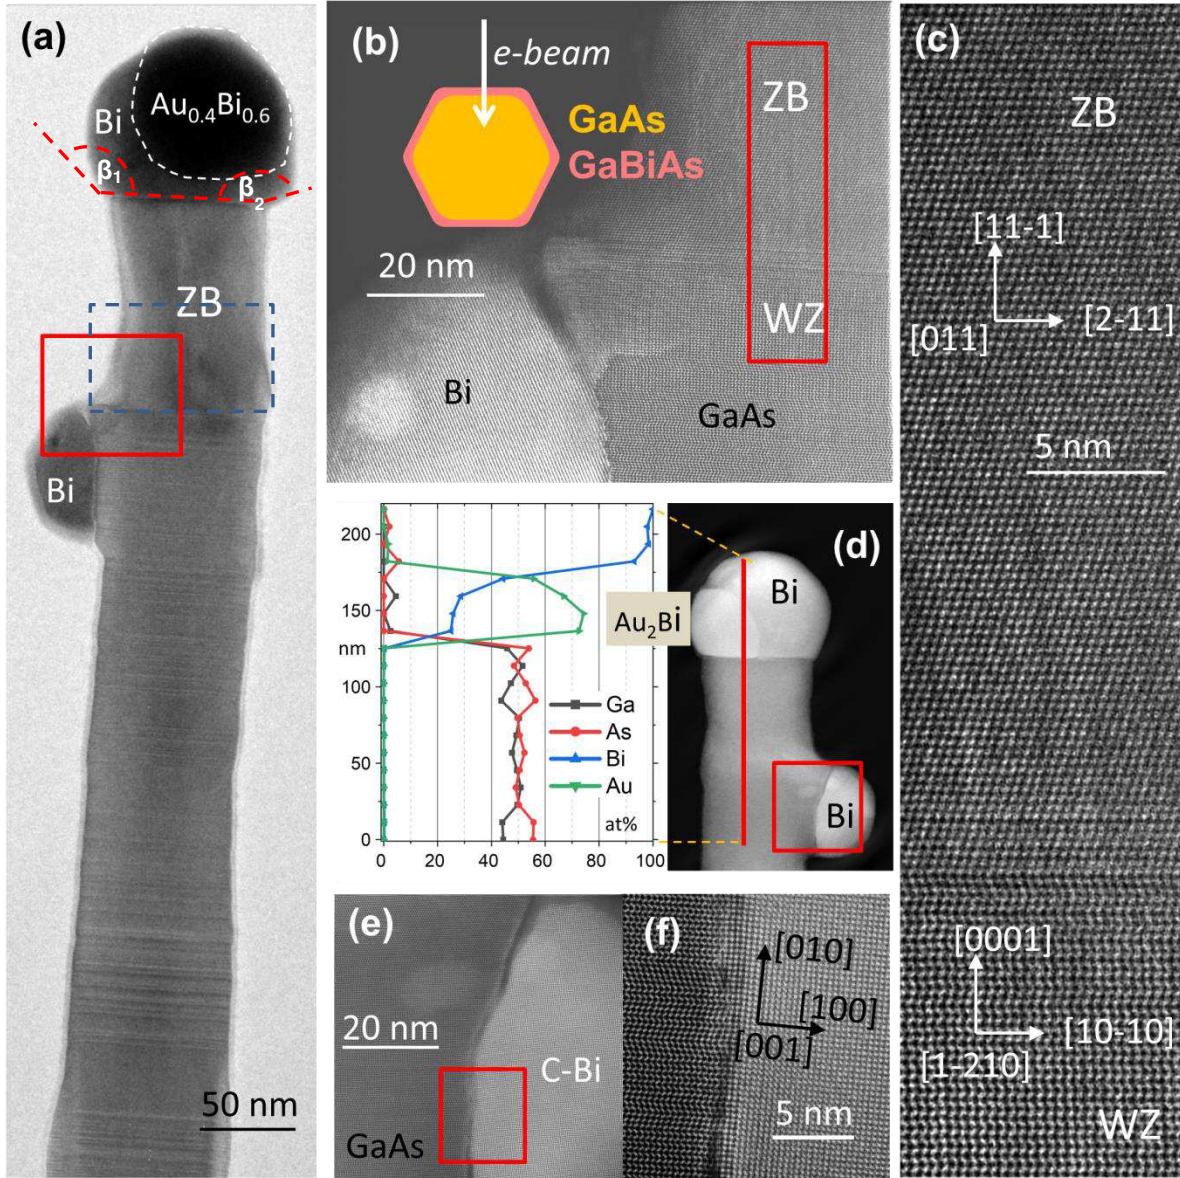 (a)
Au0.4Bi0.6
Bi
β1
β2
ZB
Bi
50 nm
(b)
e-beam
GaAs
GaBiAs
ZB
20 nm
WZ
Bi
GaAs
(c)
ZB
[11-1]
[011]
[2-11]
5 nm
[0001]
[10-10]
[1-210]
WZ
(d)
Bi
Au2Bi
Bi
200
150
nm
100
50
0
Ga
As
Bi
Au
at%
0 20 40 60 80 100
(e)
20 nm
C-Bi
GaAs
(f)
[010]
[100]
[001]
5 nm